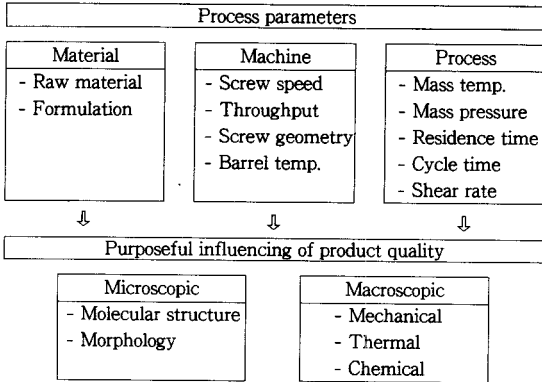 Process parameters
Material
- Raw material
- Formulation
Machine
- Screw speed
- Throughput
- Screw geometry
- Barrel temp.
Process
- Mass temp.
- Mass pressure
- Residence time
- Cycle time
- Shear rate
Purposeful influencing of product quality
Microscopic
- Molecular structure
- Morphology
Macroscopic
- Mechanical
- Thermal
- Chemical